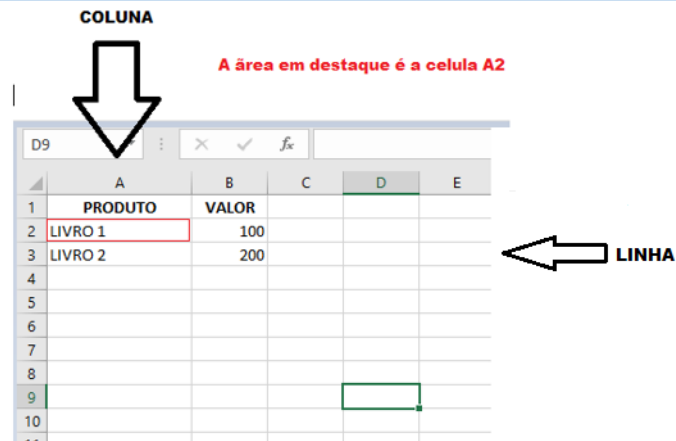 COLUNA
A ãrea em destaque é a celula A2
D9 fx
A B C D E
1 PRODUTO VALOR
2 LIVRO 1 100
3 LIVRO 2 200
LINHA
4
5
6
7
8
9
10